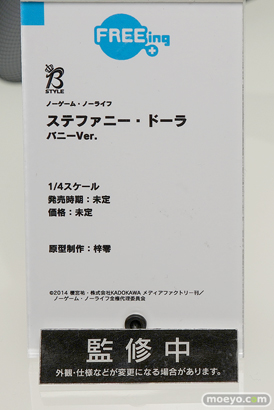 FREEing
B
STYLE
ノーゲーム・ノーライフ
ステファニー・ドーラ
バニーVer.
1/4スケール
発売時期：未定
価格：未定
原型制作：梓零
©2014 榎宮祐・株式会社KADOKAWA メディアファクトリー刊／
ノーゲーム・ノーライフ全権代理委員会
監修中
外観・仕様などが変更になる場合があります。
moeyo.com